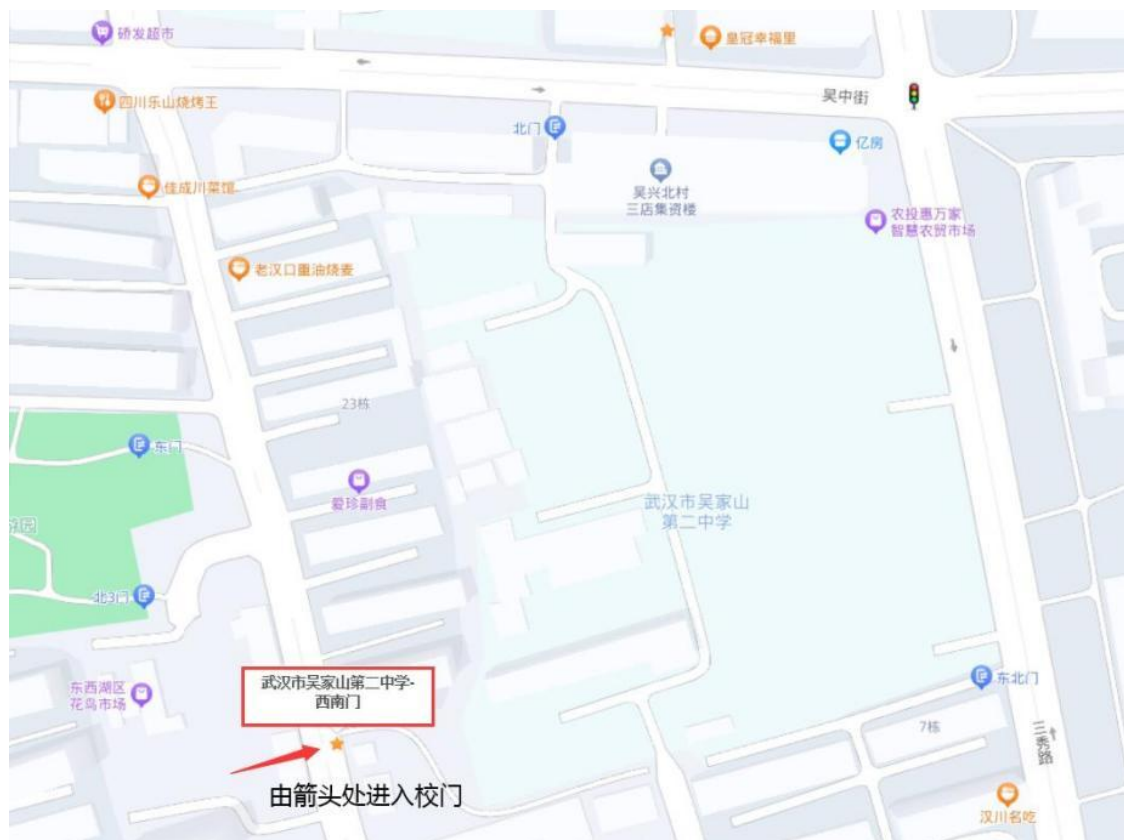 硚发超市
皇冠幸福里
四川乐山烧烤王
吴中街
北门
亿房
吴兴北村
三店集资楼
佳成川菜馆
农投惠万家
智慧农贸市场
老汉口重油烧麦
23栋
东门
爱珍副食
武汉市吴家山
第二中学
北3门
武汉市吴家山第二中学-
西南门
东西湖区
花鸟市场
东北门
7栋
三秀路
由箭头处进入校门
汉川名吃